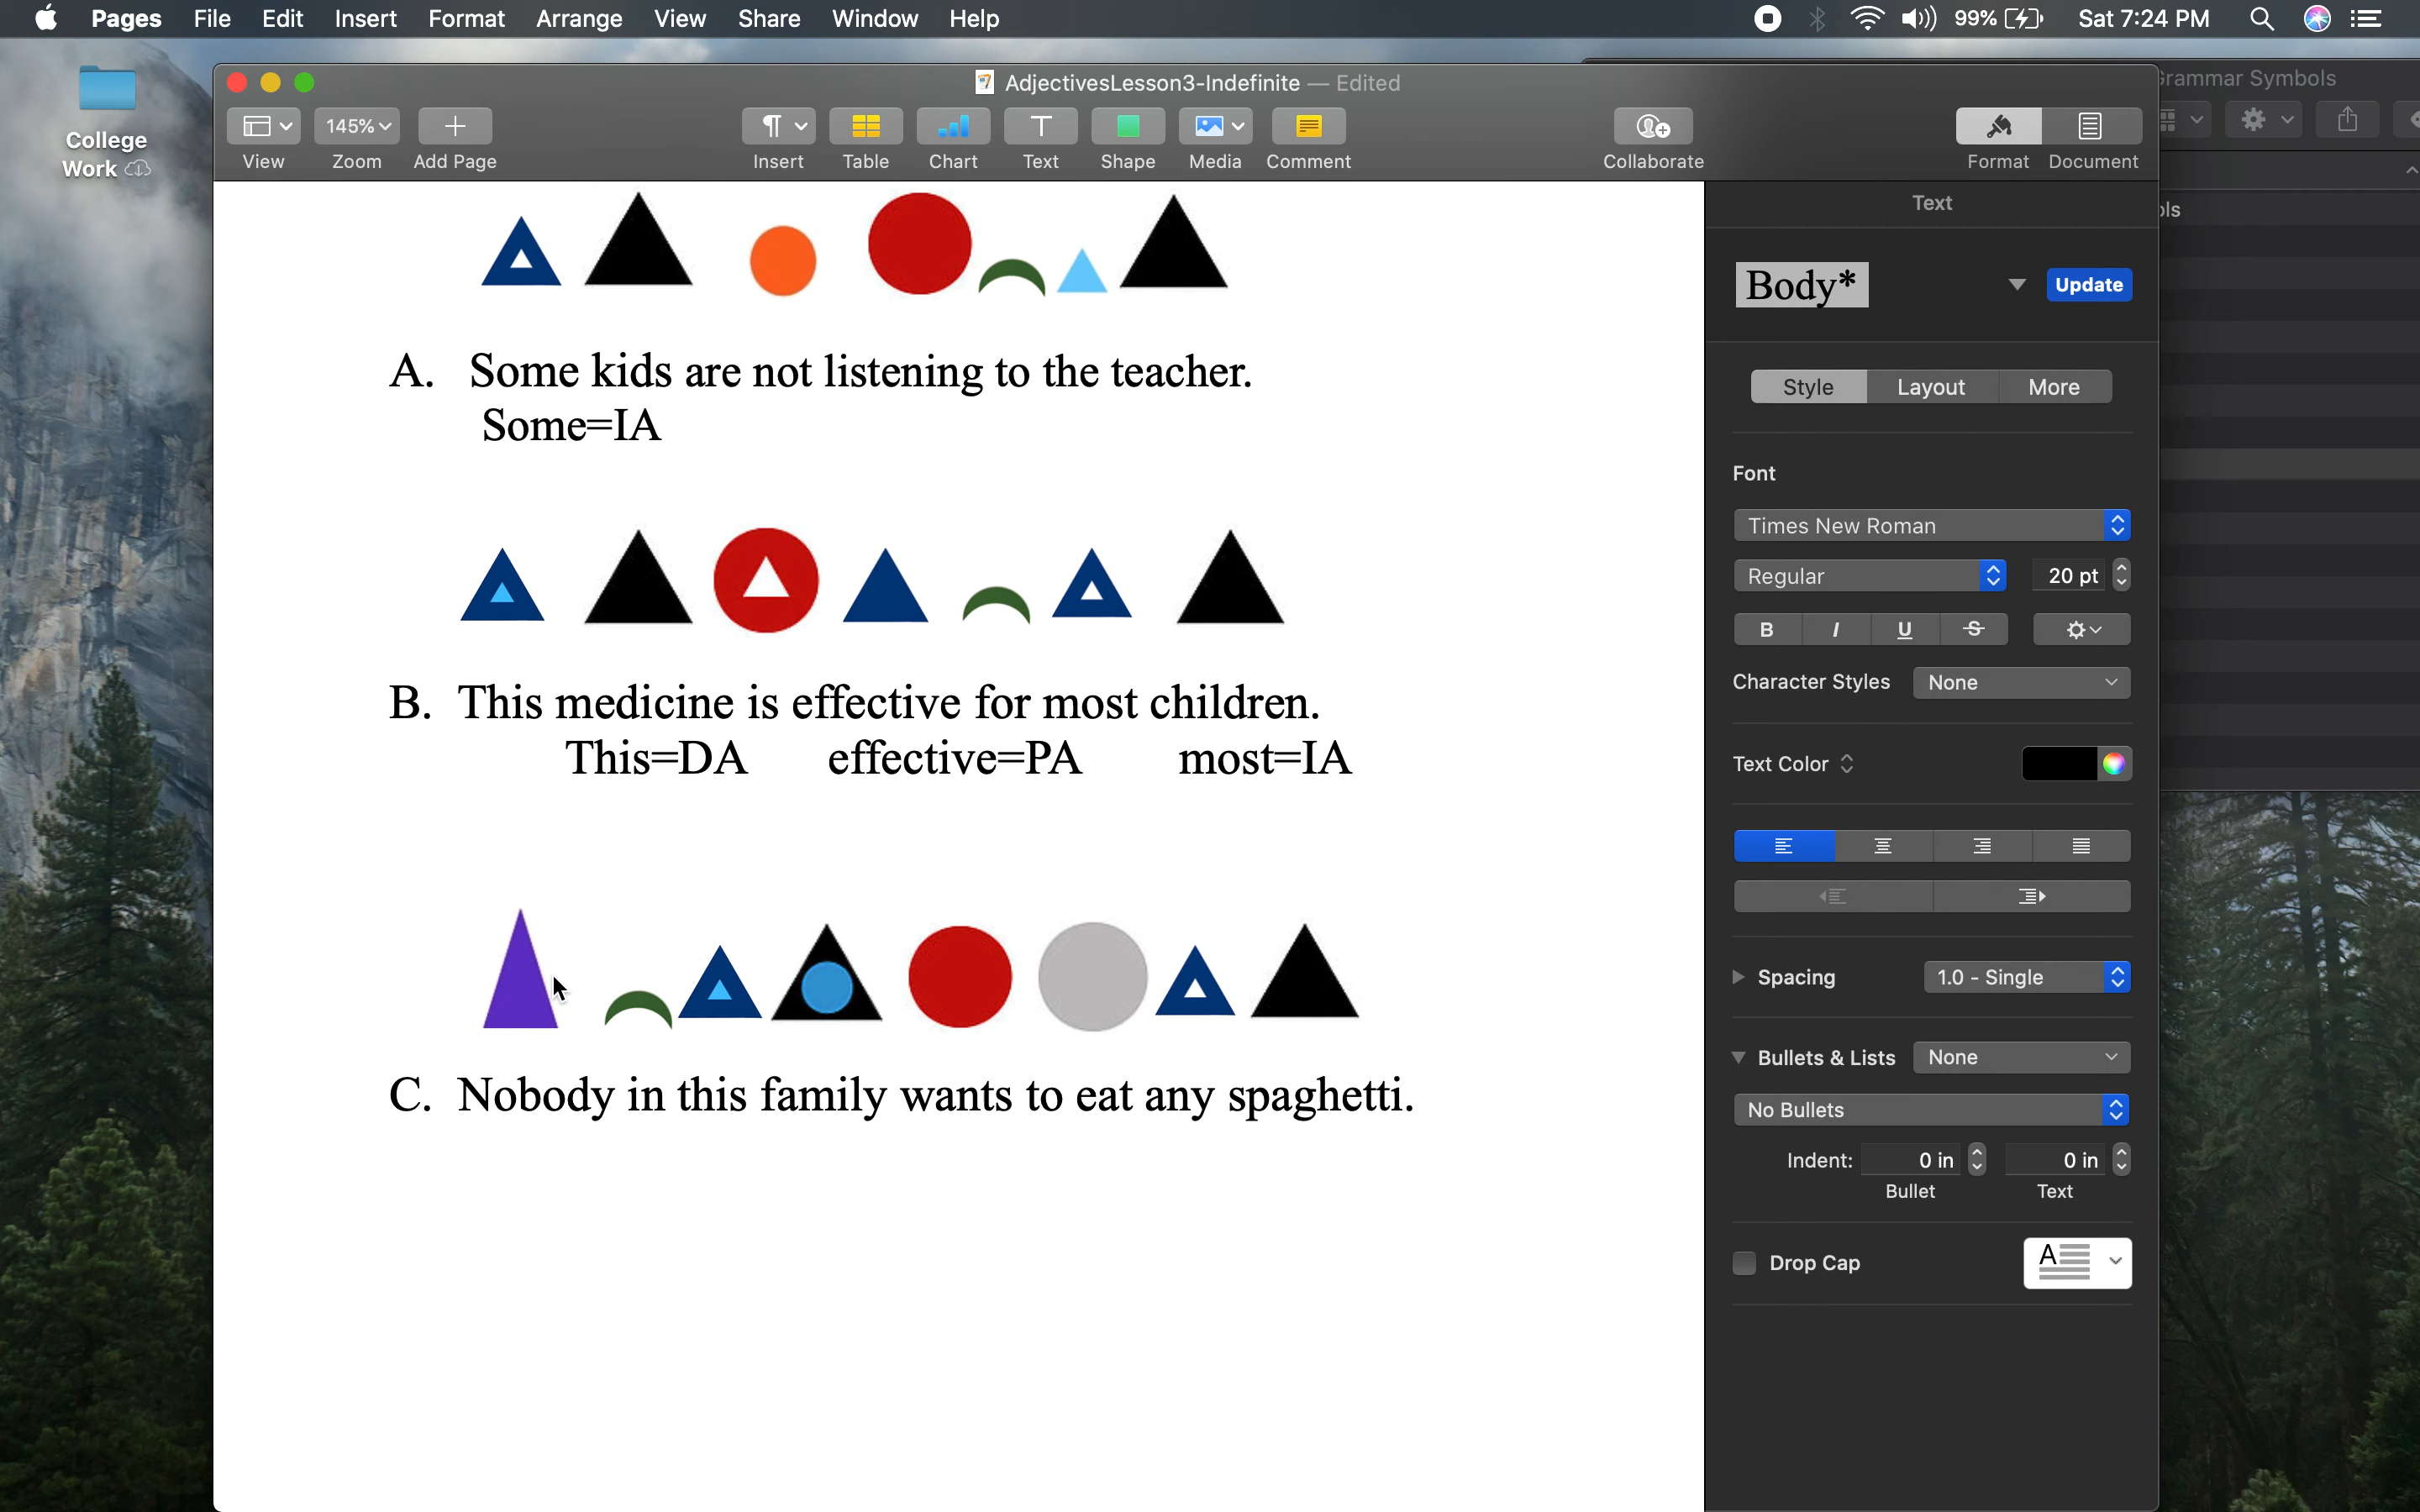 Pages File Edit Insert Format Arrange View Share Window Help 99% Sat 7:24 PM
College
Work
AdjectivesLesson3-Indefinite — Edited
Grammar Symbols
145%
View Zoom Add Page Insert Table Chart Text Shape Media Comment Collaborate Format Document
Text
Body* Update
Style Layout More
Font
Times New Roman
Regular 20 pt
B I U S
Character Styles None
Text Color
Spacing 1.0 - Single
Bullets & Lists None
No Bullets
Indent: 0 in 0 in
Bullet Text
Drop Cap A
A. Some kids are not listening to the teacher.
Some=IA
B. This medicine is effective for most children.
This=DA effective=PA most=IA
C. Nobody in this family wants to eat any spaghetti.